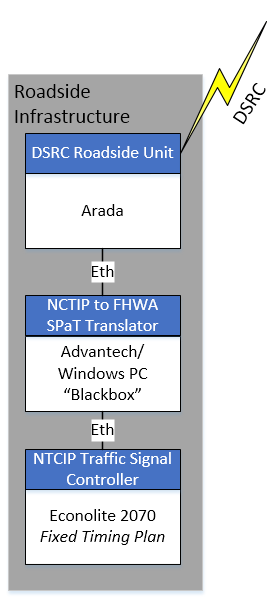 Roadside
Infrastructure
DSRC
DSRC Roadside Unit
Arada
Eth
NCTIP to FHWA
SPaT Translator
Advantech/
Windows PC
“Blackbox”
Eth
NTCIP Traffic Signal
Controller
Econolite 2070
Fixed Timing Plan